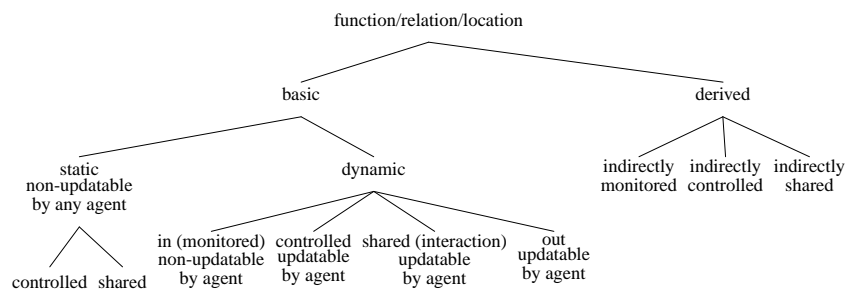 function/relation/location
basic
derived
static
non-updatable
by any agent
dynamic
indirectly
monitored
indirectly
controlled
indirectly
shared
controlled
shared
in (monitored)
non-updatable
by agent
controlled
updatable
by agent
shared (interaction)
updatable
by agent
out
updatable
by agent